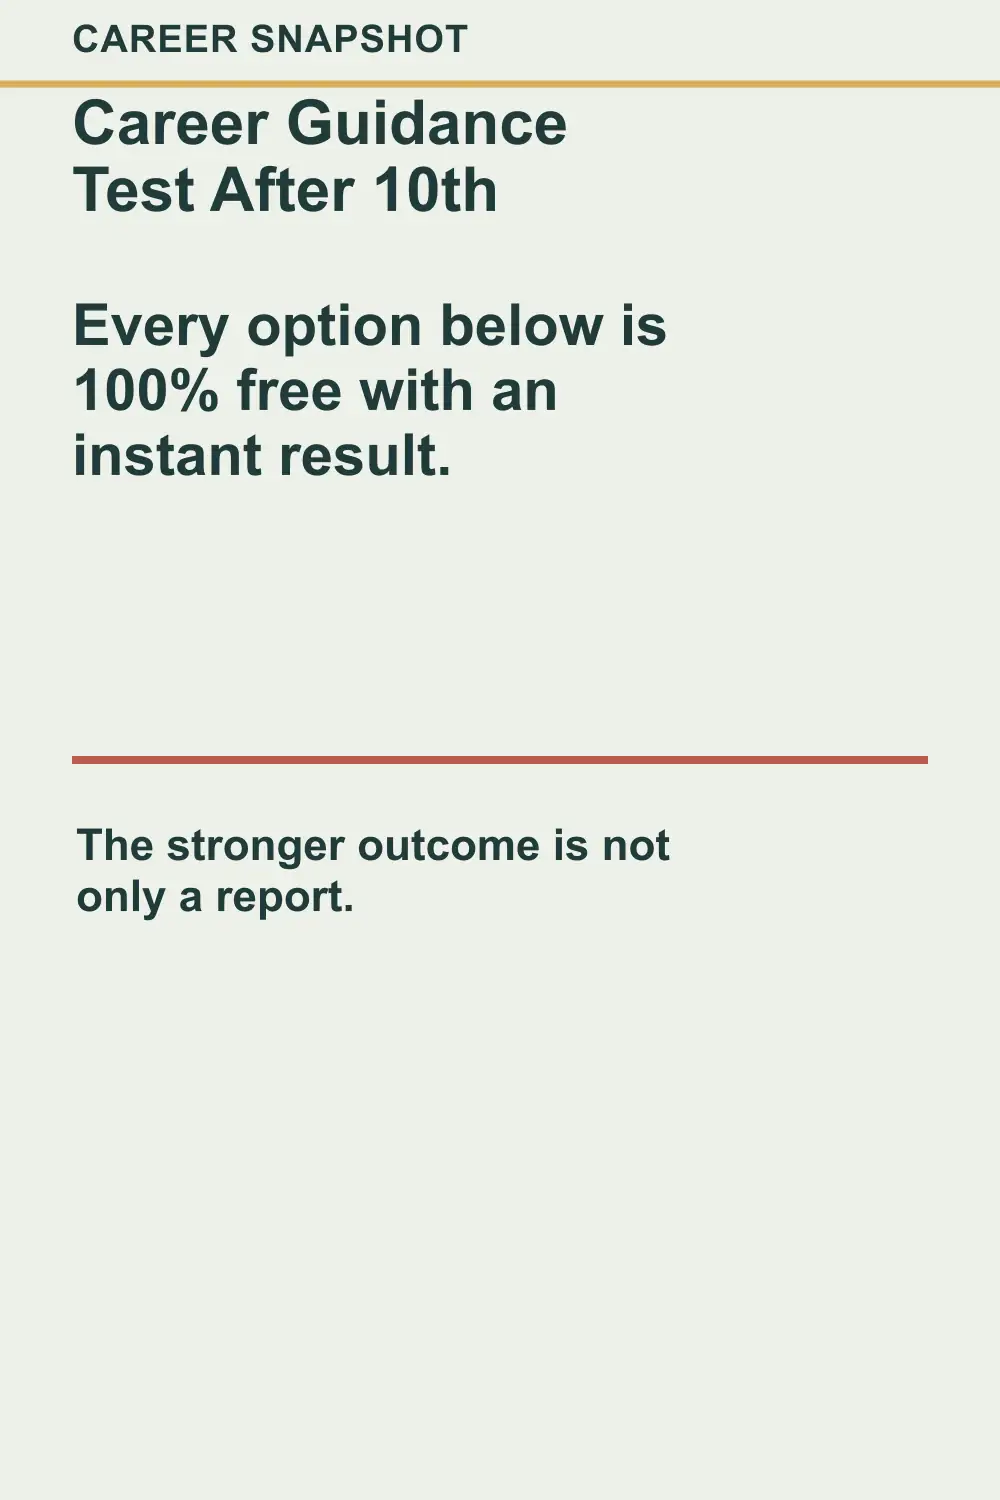 CAREER SNAPSHOT
Career Guidance
Test After 10th
Every option below is
100% free with an
instant result.
The stronger outcome is not
only a report.